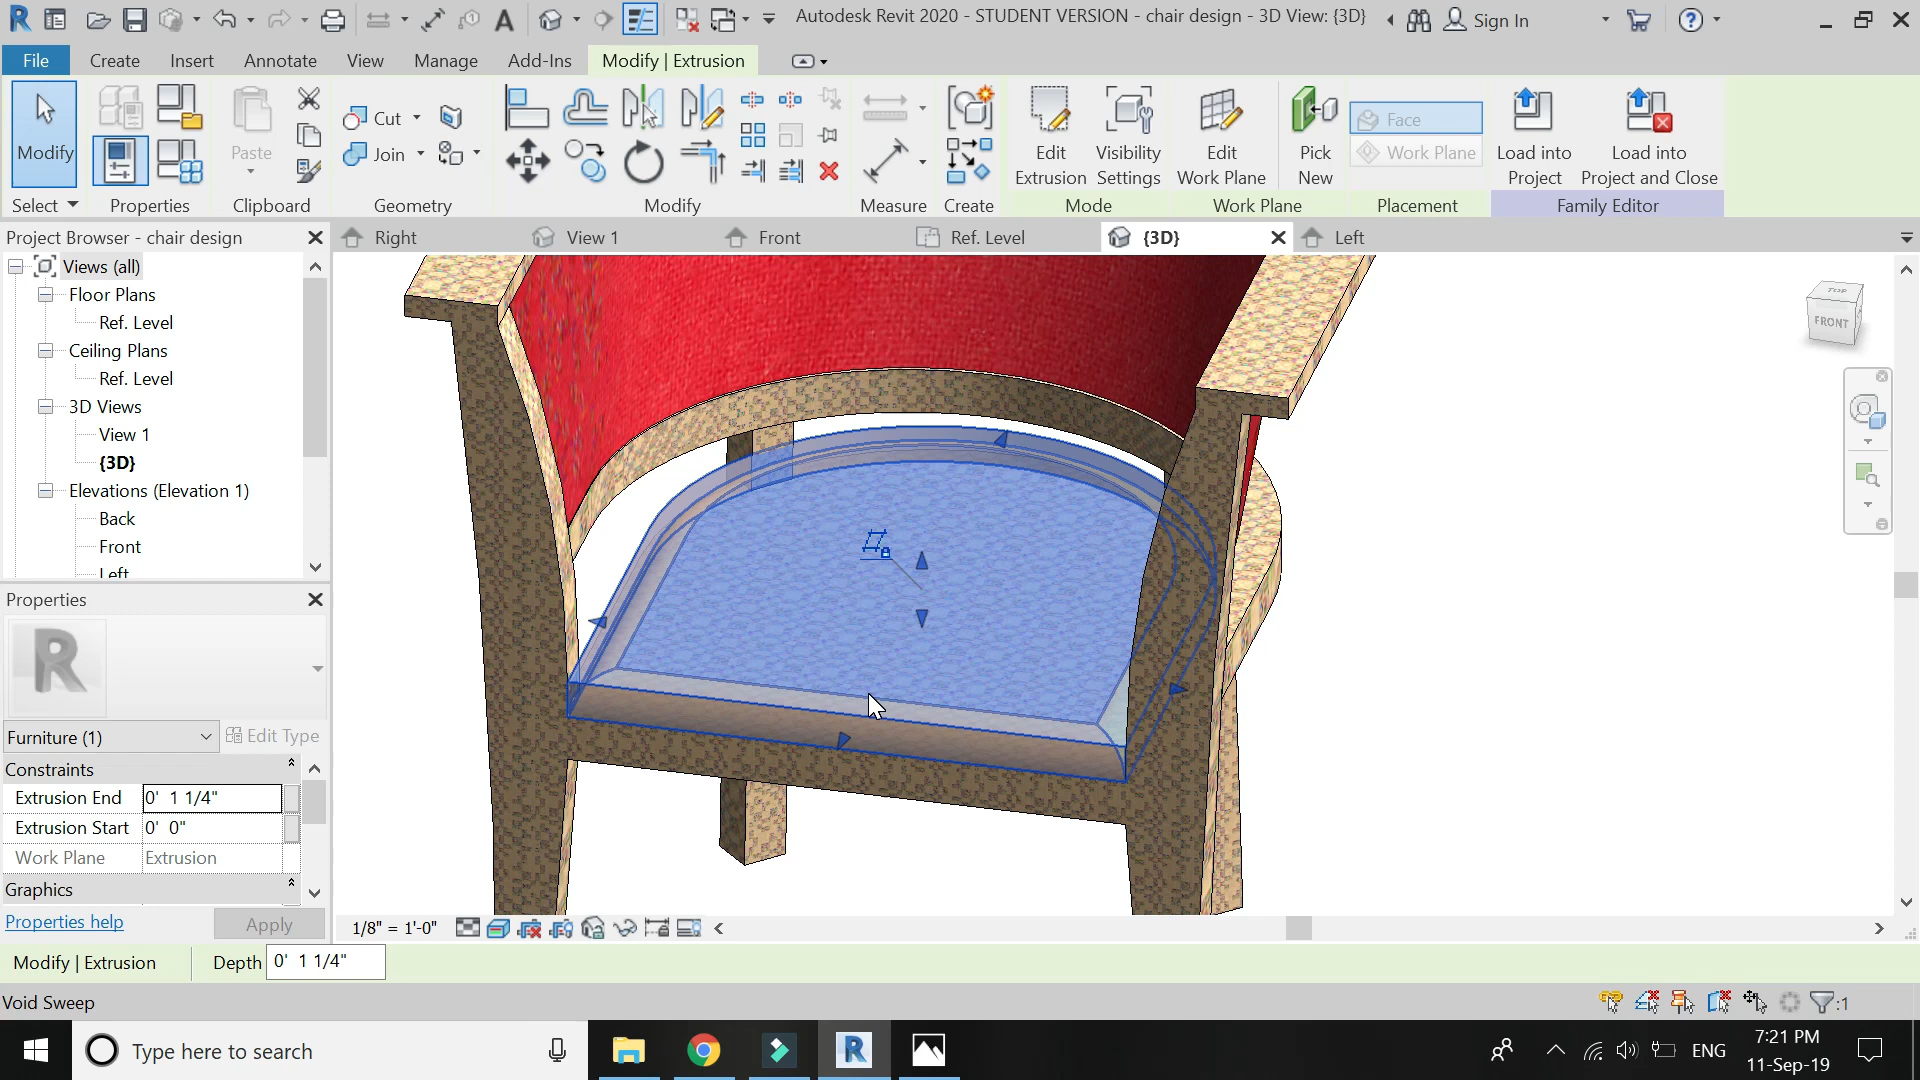 Autodesk Revit 2020 - STUDENT VERSION - chair design - 3D View: {3D}
Sign In
File
Create
Insert
Annotate
View
Manage
Add-Ins
Modify | Extrusion
Modify
Paste
Cut
Join
Edit
Extrusion
Visibility
Settings
Edit
Work Plane
Pick
New
Face
Work Plane
Load into
Project
Load into
Project and Close
Select
Properties
Clipboard
Geometry
Modify
Measure
Create
Mode
Work Plane
Placement
Family Editor
Project Browser - chair design
Right
View 1
Front
Ref. Level
{3D}
Left
Views (all)
Floor Plans
Ref. Level
Ceiling Plans
Ref. Level
3D Views
View 1
{3D}
Elevations (Elevation 1)
Back
Front
Left
TOP
FRONT
Properties
R
Furniture (1)
Edit Type
Constraints
Extrusion End
0' 1 1/4"
Extrusion Start
0' 0"
Work Plane
Extrusion
Graphics
Properties help
Apply
1/8" = 1'-0"
Modify | Extrusion
Depth
0' 1 1/4"
Void Sweep
:1
Type here to search
ENG
7:21 PM
11-Sep-19